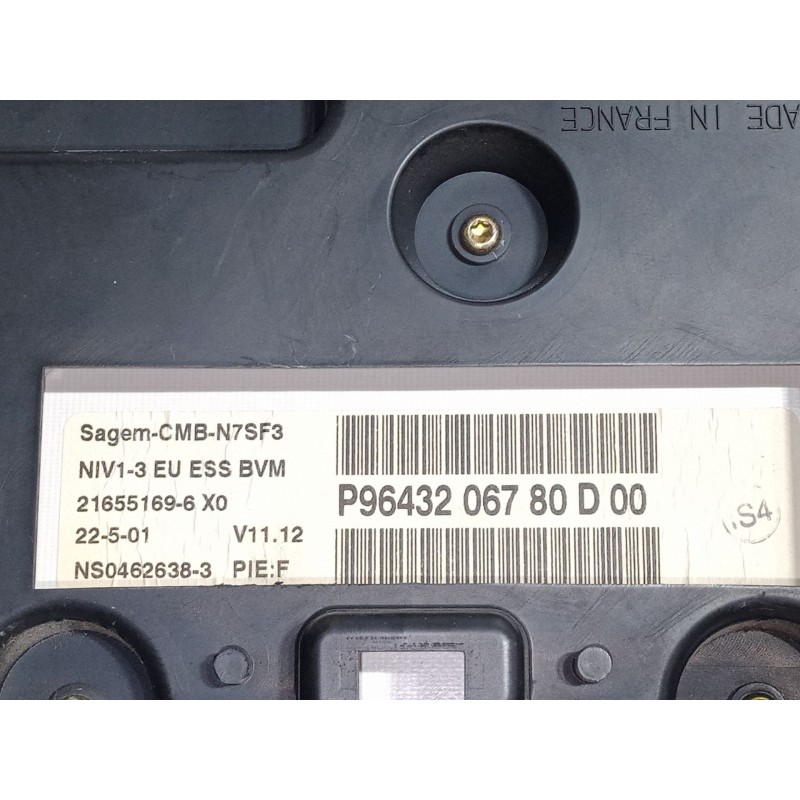 ADE IN FRANCE
Sagem-CMB-N7SF3
NIV1-3 EU ESS BVM
21655169-6 X0
22-5-01 V11.12
NS0462638-3 PIE:F
P96432 067 80 D 00
.S4